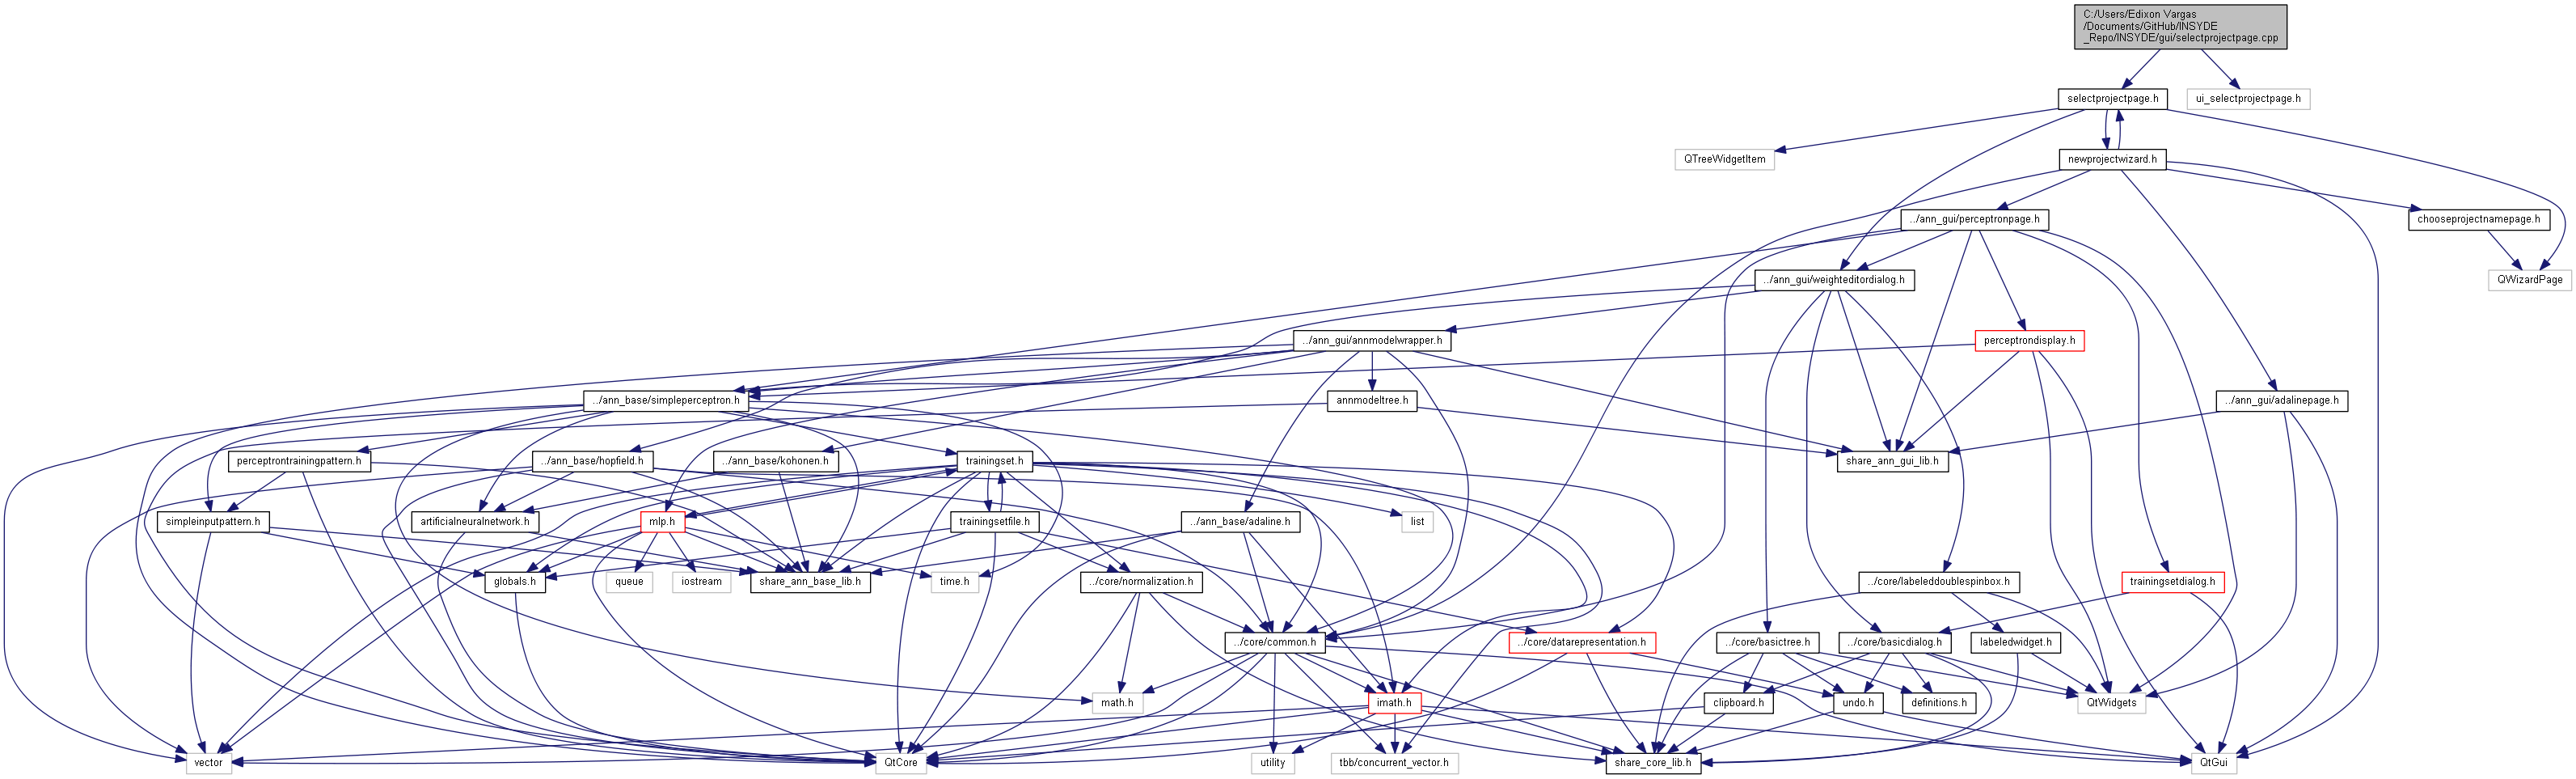 C:/Users/Edixon Vargas
/Documents/GitHub/INSYDE
_Repo/INSYDE/gui/selectprojectpage.cpp
selectprojectpage.h
ui_selectprojectpage.h
QTreeWidgetItem
newprojectwizard.h
../ann_gui/perceptronpage.h
chooseprojectnamepage.h
../ann_gui/weighteditordialog.h
QWizardPage
../ann_gui/annmodelwrapper.h
perceptrondisplay.h
../ann_base/simpleperceptron.h
annmodeltree.h
../ann_gui/adalinepage.h
perceptrontrainingpattern.h
../ann_base/hopfield.h
../ann_base/kohonen.h
trainingset.h
share_ann_gui_lib.h
simpleinputpattern.h
artificialneuralnetwork.h
mlp.h
trainingsetfile.h
../ann_base/adaline.h
list
globals.h
queue
iostream
share_ann_base_lib.h
time.h
../core/normalization.h
../core/labeleddoublespinbox.h
trainingsetdialog.h
../core/common.h
../core/datarepresentation.h
../core/basictree.h
../core/basicdialog.h
labeledwidget.h
math.h
imath.h
clipboard.h
undo.h
definitions.h
QtWidgets
vector
QtCore
utility
tbb/concurrent_vector.h
share_core_lib.h
QtGui